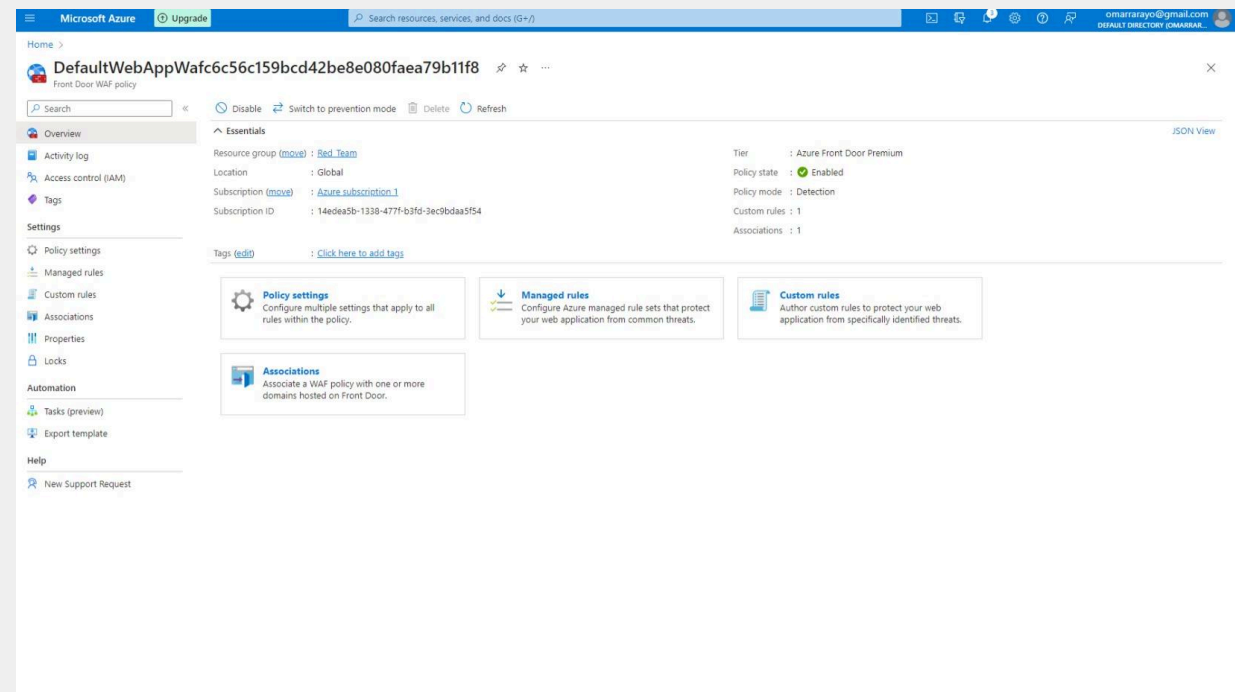 Microsoft Azure
Upgrade
Search resources, services, and docs (G+/)
omarrarayo@gmail.com
DEFAULT DIRECTORY (OMARRAR...
Home >
DefaultWebAppWafc6c56c159bcd42be8e080faea79b11f8
Front Door WAF policy
Search
Overview
Activity log
Access control (IAM)
Tags
Settings
Policy settings
Managed rules
Custom rules
Associations
Properties
Locks
Automation
Tasks (preview)
Export template
Help
New Support Request
Disable Switch to prevention mode Delete Refresh
Essentials
JSON View
Resource group (move) : Red Team
Location : Global
Subscription (move) : Azure subscription 1
Subscription ID : 14edea5b-1338-477f-b3fd-3ec9bdaa5f54
Tier : Azure Front Door Premium
Policy state : Enabled
Policy mode : Detection
Custom rules : 1
Associations : 1
Tags (edit) : Click here to add tags
Policy settings
Configure multiple settings that apply to all
rules within the policy.
Managed rules
Configure Azure managed rule sets that protect
your web application from common threats.
Custom rules
Author custom rules to protect your web
application from specifically identified threats.
Associations
Associate a WAF policy with one or more
domains hosted on Front Door.